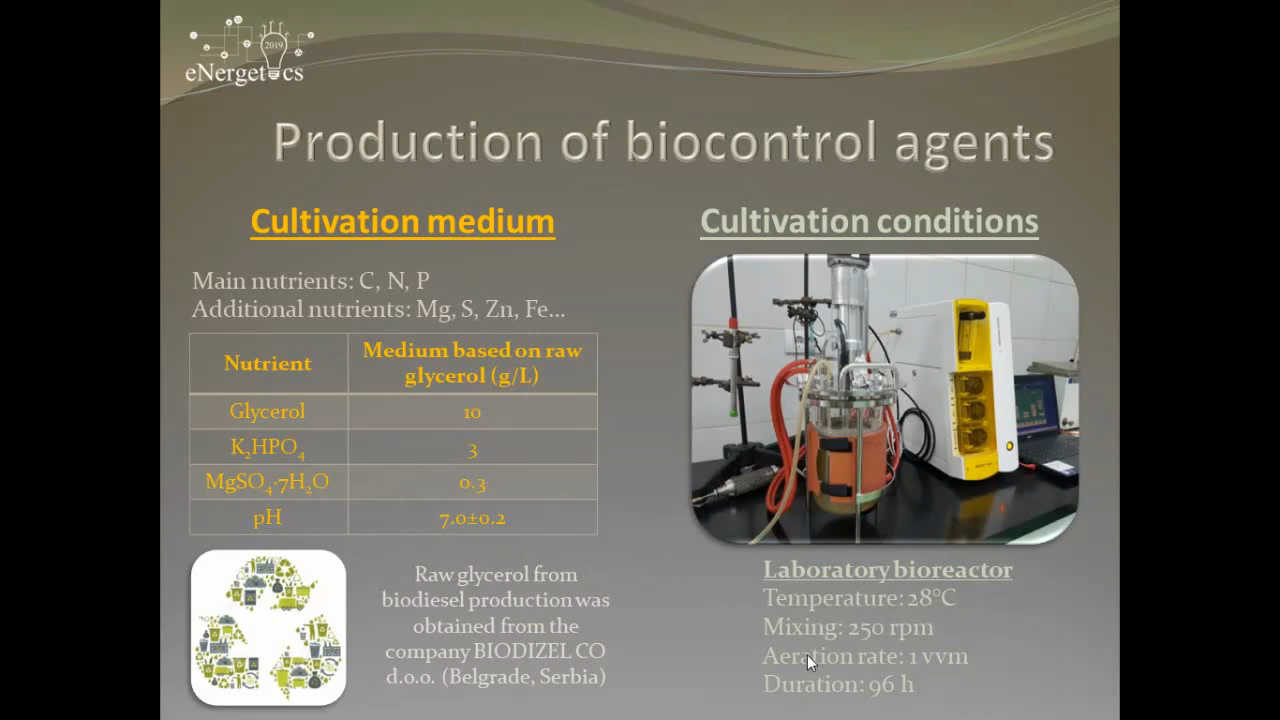 2019
eNergetics
Production of biocontrol agents
Cultivation medium
Main nutrients: C, N, P
Additional nutrients: Mg, S, Zn, Fe...
Nutrient
Medium based on raw
glycerol (g/L)
Glycerol
10
K₂HPO₄
3
MgSO₄·7H₂O
0.3
pH
7.0±0.2
Raw glycerol from
biodiesel production was
obtained from the
company BIODIZEL CO
d.o.o. (Belgrade, Serbia)
Cultivation conditions
Laboratory bioreactor
Temperature: 28°C
Mixing: 250 rpm
Aeration rate: 1 vvm
Duration: 96 h